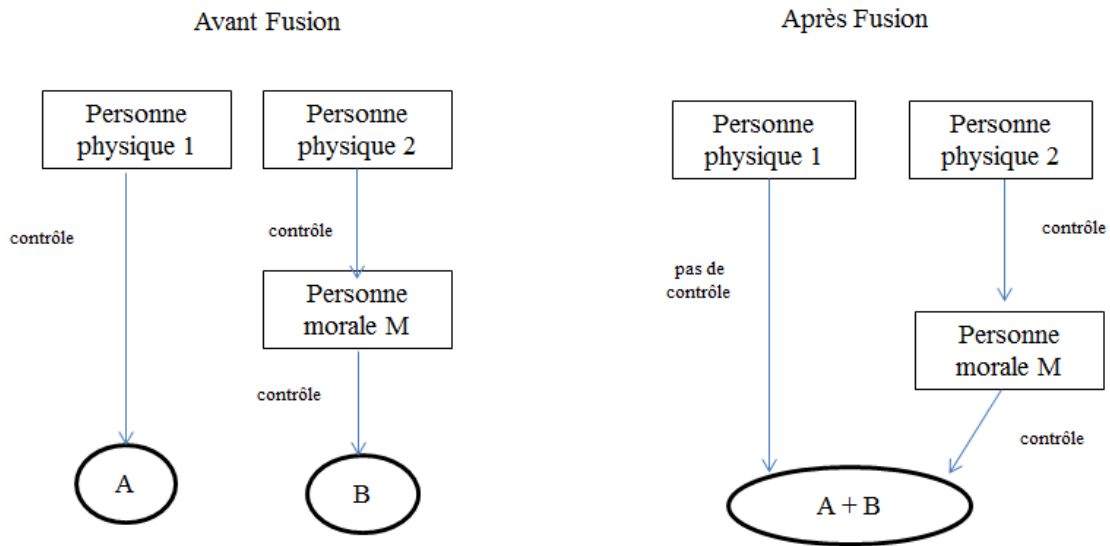 Avant Fusion
Personne
physique 1
Personne
physique 2
contrôle
contrôle
Personne
morale M
contrôle
A
B
Après Fusion
Personne
physique 1
Personne
physique 2
contrôle
pas de
contrôle
Personne
morale M
contrôle
A + B